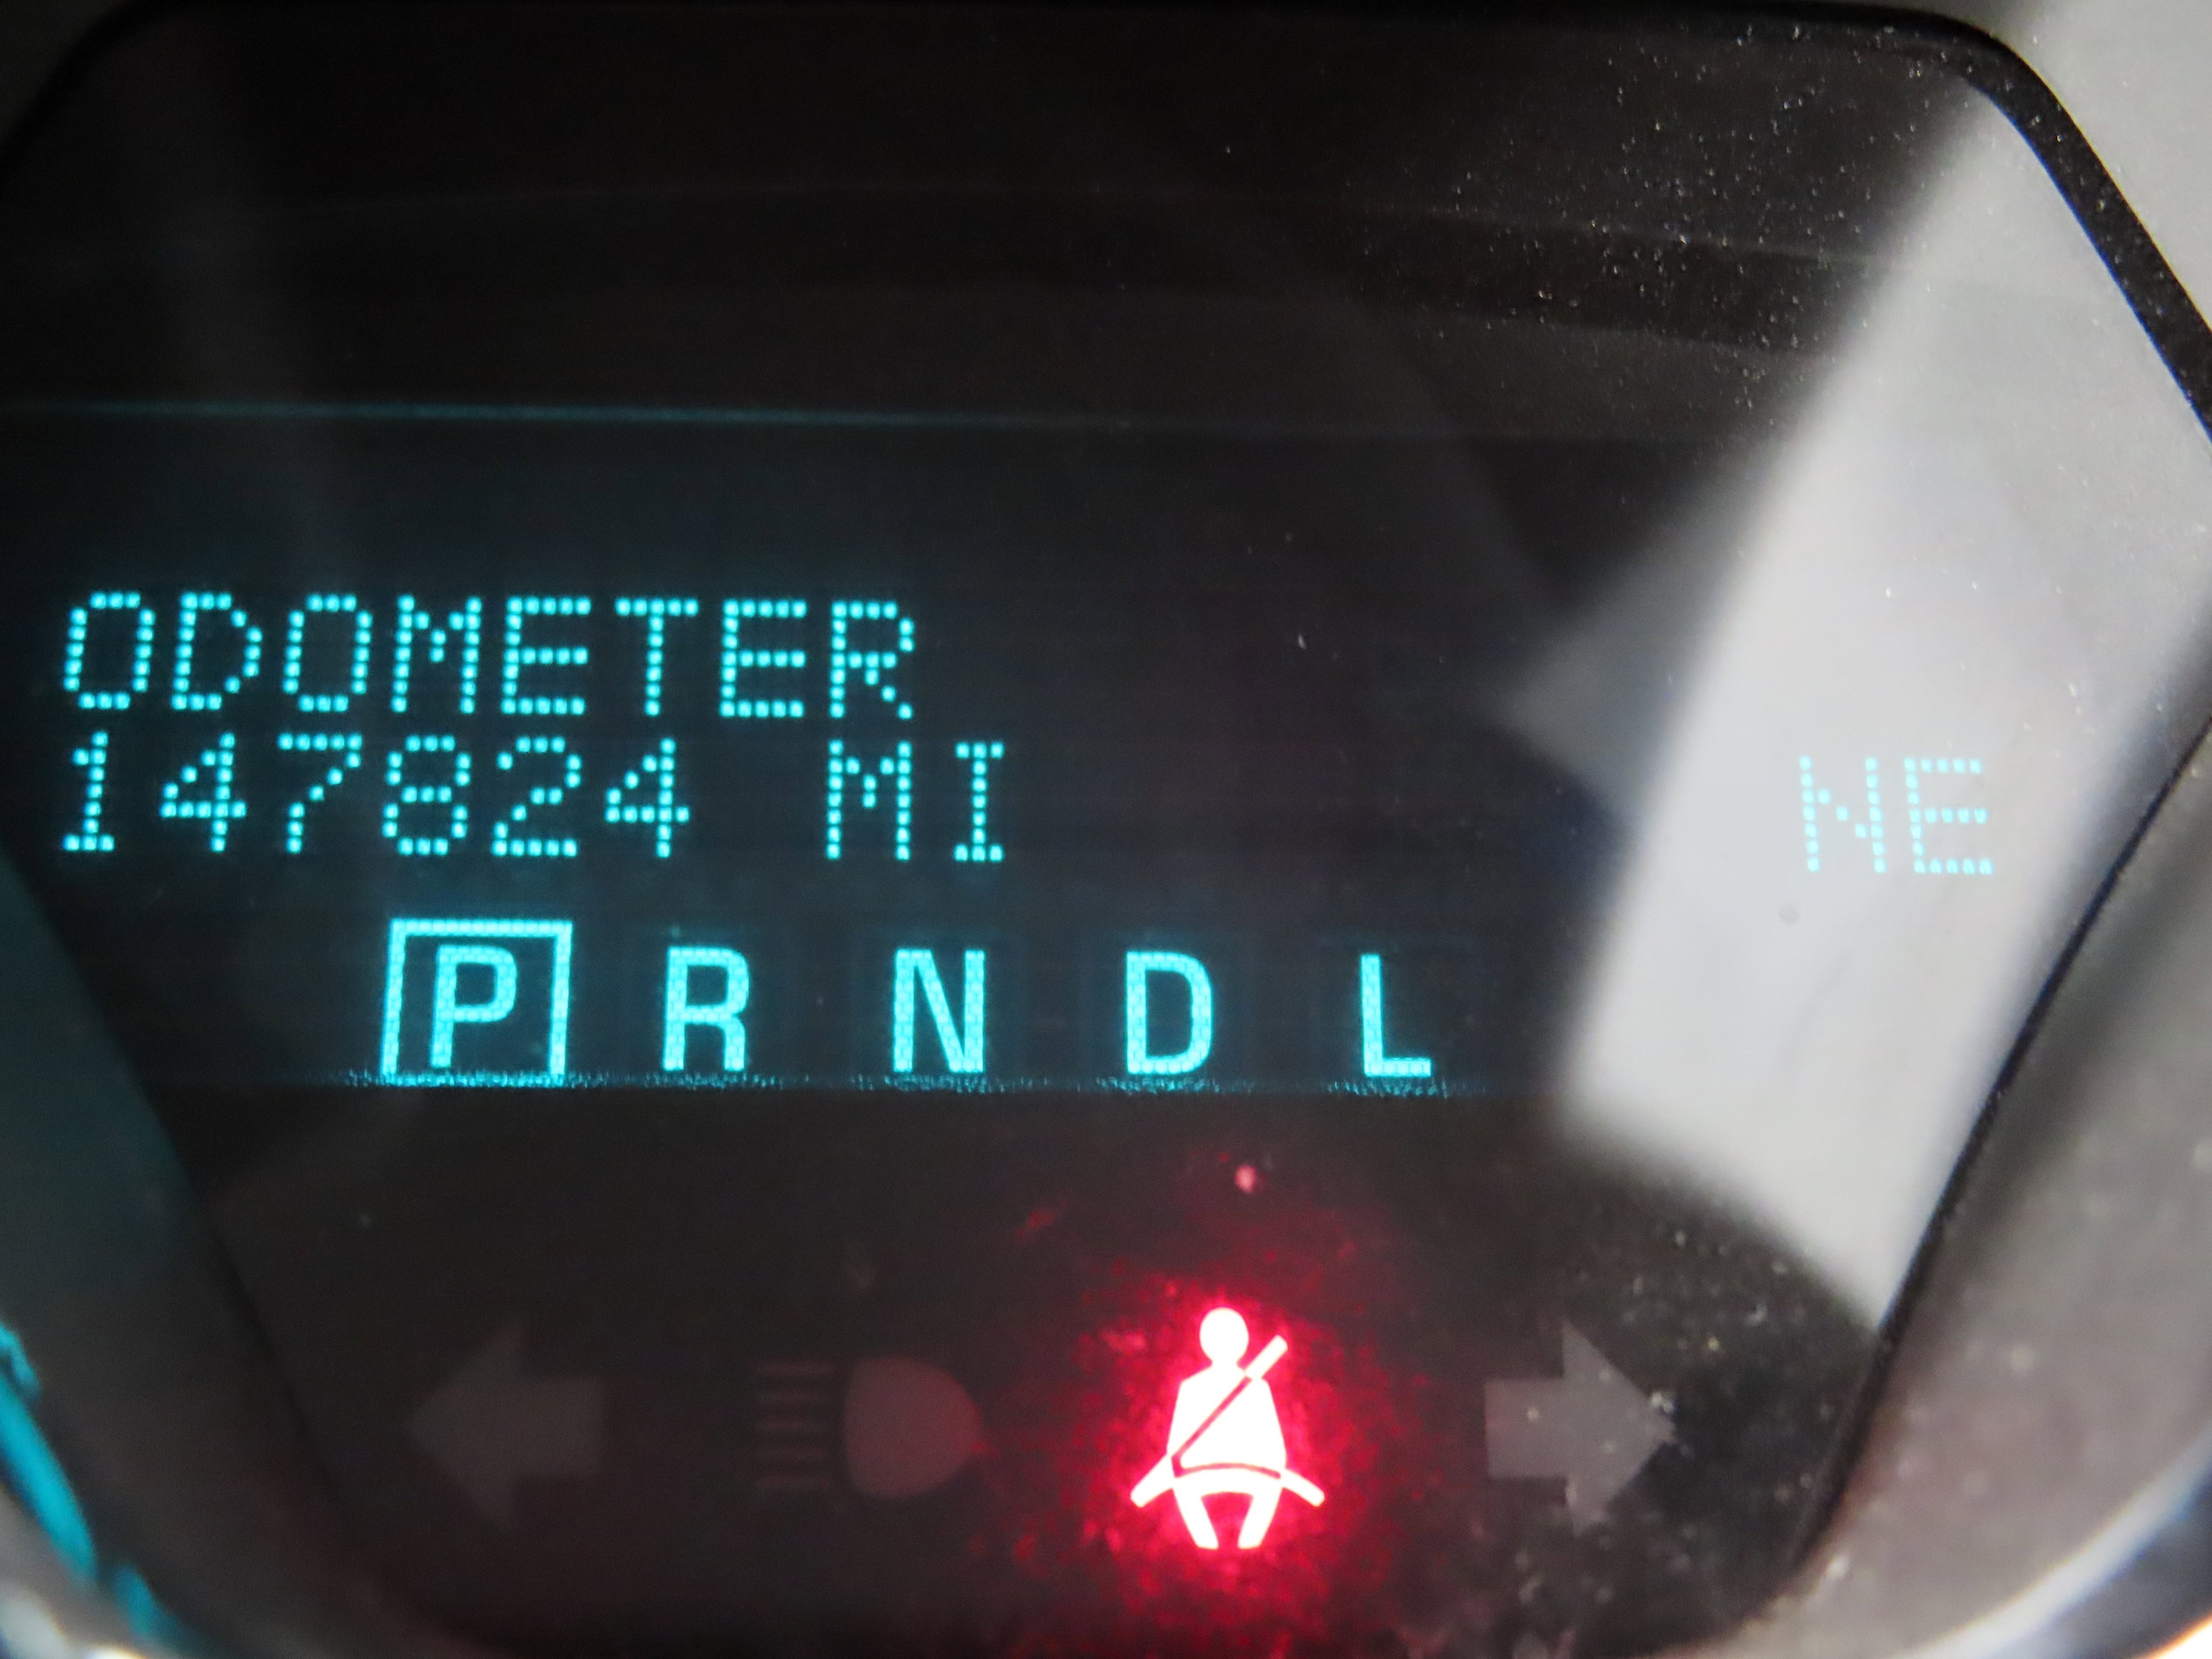 ODOMETER
147824 MI NE
P R N D L